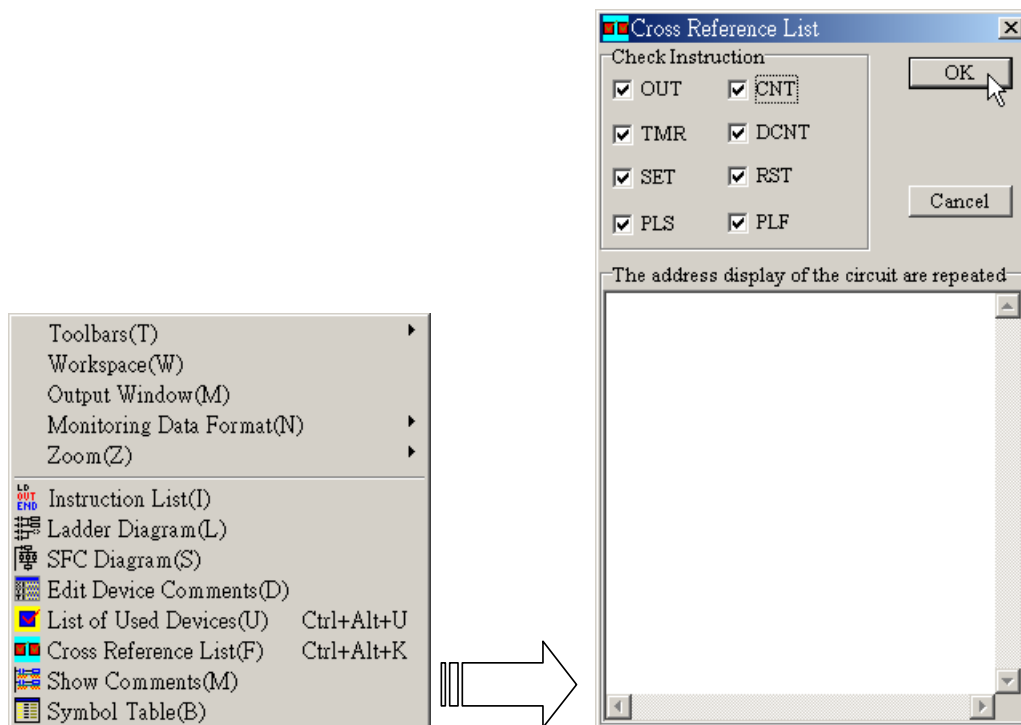 Toolbars(T)
Workspace(W)
Output Window(M)
Monitoring Data Format(N)
Zoom(Z)
LD
OUT
END
Instruction List(I)
Ladder Diagram(L)
SFC Diagram(S)
Edit Device Comments(D)
List of Used Devices(U) Ctrl+Alt+U
Cross Reference List(F) Ctrl+Alt+K
Show Comments(M)
Symbol Table(B)
Cross Reference List
Check Instruction
OUT CNT
TMR DCNT
SET RST
PLS PLF
OK
Cancel
The address display of the circuit are repeated